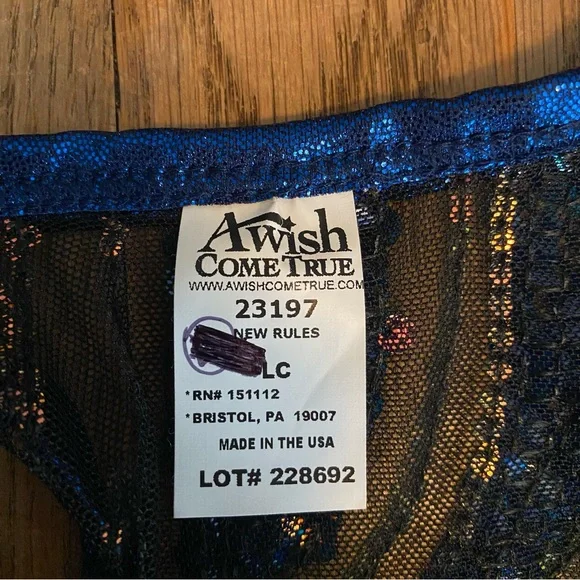 A wish
COME TRUE
WWW.AWISHCOMETRUE.COM
23197
NEW RULES
LC
*RN# 151112
*BRISTOL, PA 19007
MADE IN THE USA
LOT# 228692